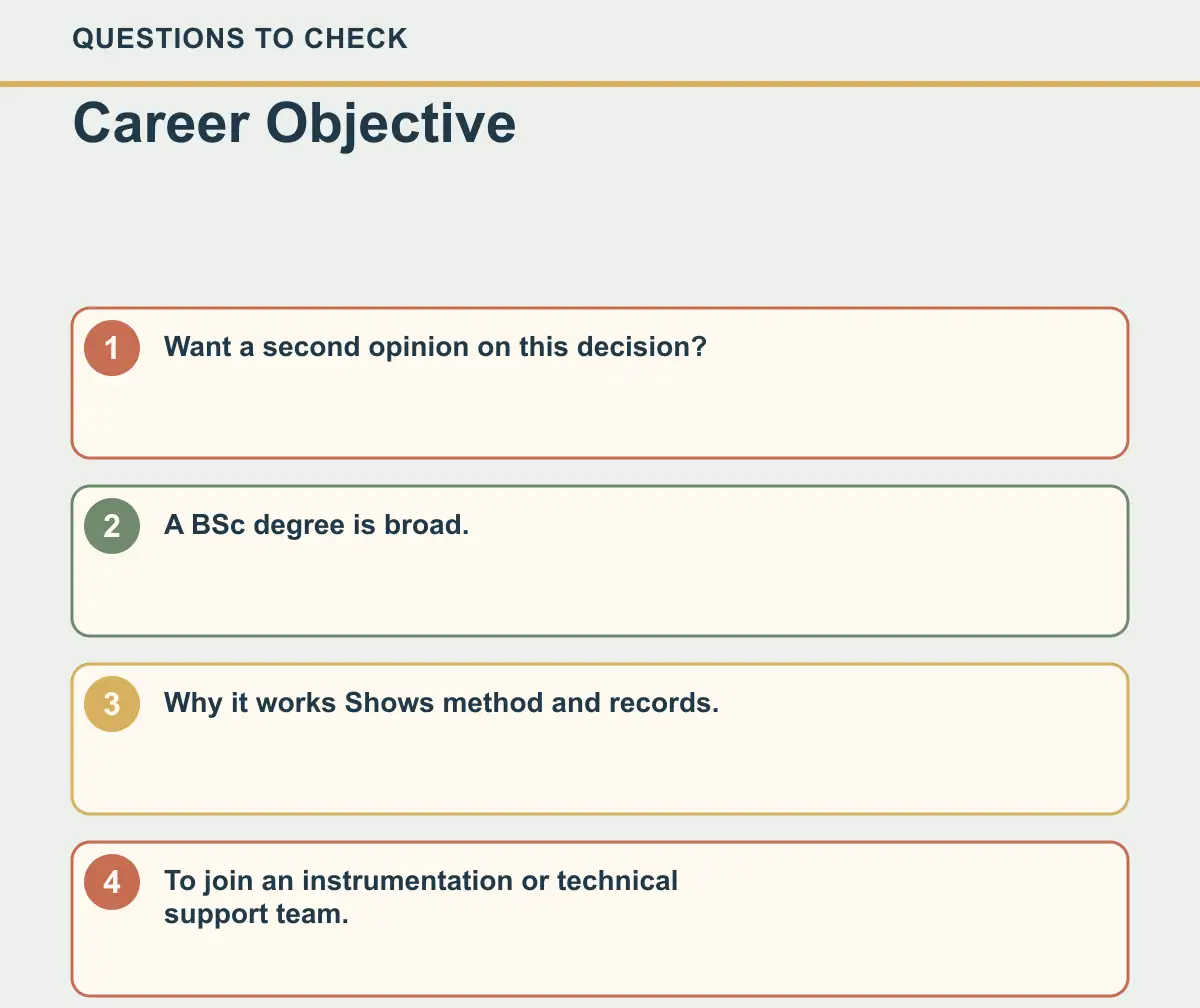 QUESTIONS TO CHECK
Career Objective
1
Want a second opinion on this decision?
2
A BSc degree is broad.
3
Why it works Shows method and records.
4
To join an instrumentation or technical
support team.